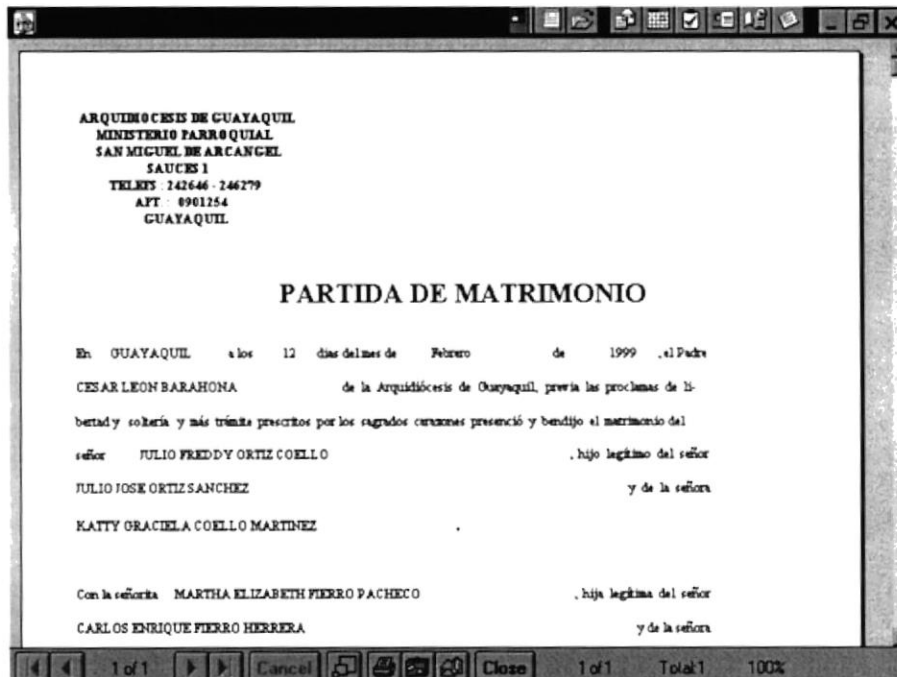 ARQUIDIOCESIS DE GUAYAQUIL
MINISTERIO PARROQUIAL
SAN MIGUEL DE ARCANGEL
SAUCES 1
TELEFS : 242646 - 246279
APT : 0901254
GUAYAQUIL
PARTIDA DE MATRIMONIO
En GUAYAQUIL a los 12 dias del mes de Febrero de 1999 , el Padre
CESAR LEON BARAHONA de la Arquidiócesis de Guayaquil, previa las proclamas de li-
bertad y soltería y más trámite prescritos por los sagrados canones presenció y bendijo el matrimonio del
señor JULIO FREDDY ORTIZ COELLO , hijo legítimo del señor
JULIO JOSE ORTIZ SANCHEZ y de la señora
KATTY GRACIELA COELLO MARTINEZ .
Con la señorita MARTHA ELIZABETH FIERRO PACHECO , hija legítima del señor
CARLOS ENRIQUE FIERRO HERRERA y de la señora
1 of 1 Cancel Close 1 of 1 Total:1 100%